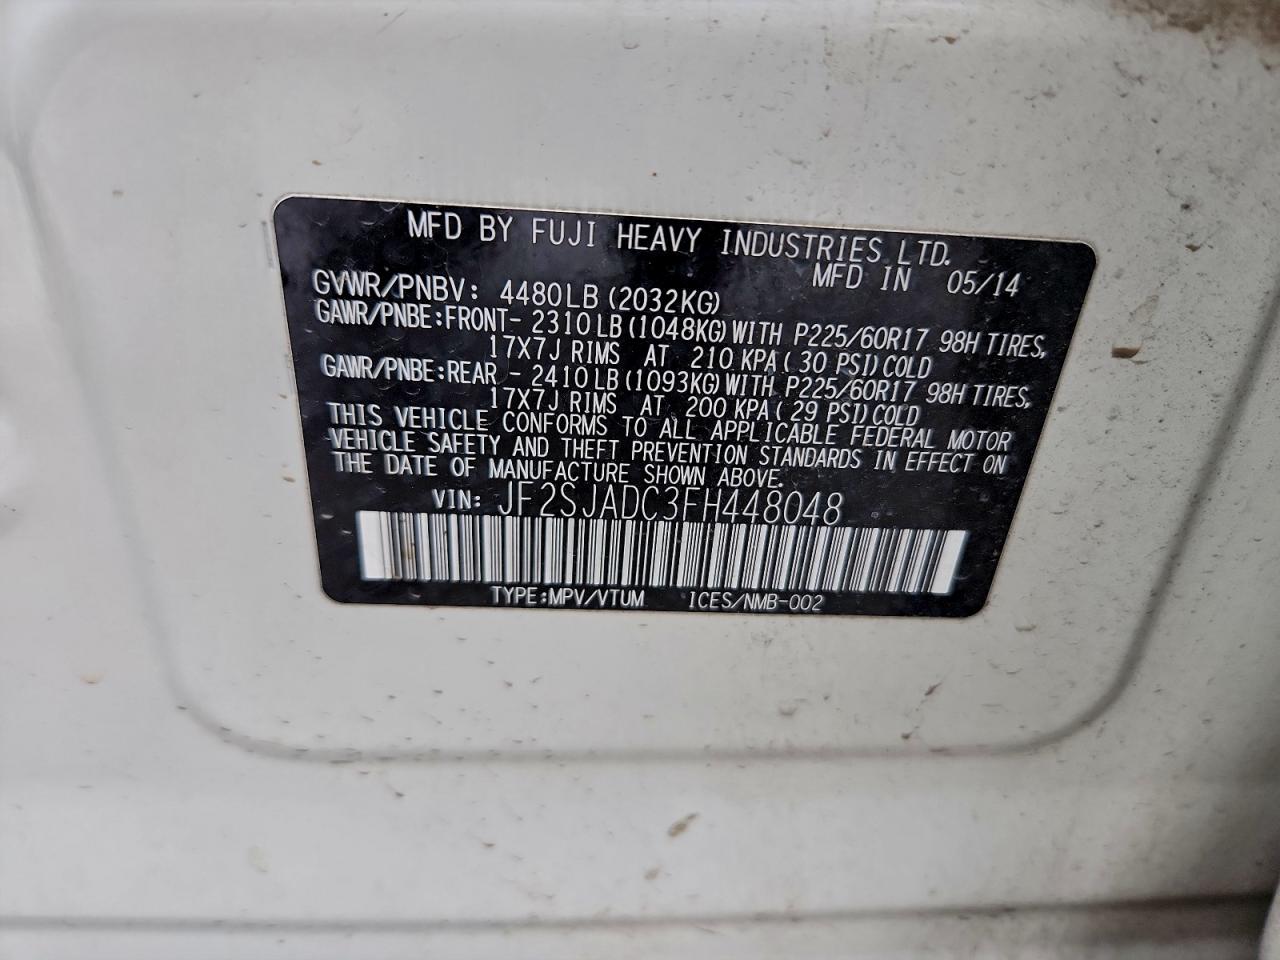 MFD BY FUJI HEAVY INDUSTRIES LTD.
MFD IN 05/14
GVWR/PNBV: 4480LB(2032KG)
GAWR/PNBE:FRONT- 2310LB(1048KG)WITH P225/60R17 98H TIRES,
17X7J RIMS AT 210 KPA( 30 PSI)COLD
GAWR/PNBE:REAR - 2410LB(1093KG)WITH P225/60R17 98H TIRES,
17X7J RIMS AT 200 KPA( 29 PSI)COLD
THIS VEHICLE CONFORMS TO ALL APPLICABLE FEDERAL MOTOR
VEHICLE SAFETY AND THEFT PREVENTION STANDARDS IN EFFECT ON
THE DATE OF MANUFACTURE SHOWN ABOVE.
VIN: JF2SJADC3FH448048
TYPE:MPV/VTUM ICES/NMB-002